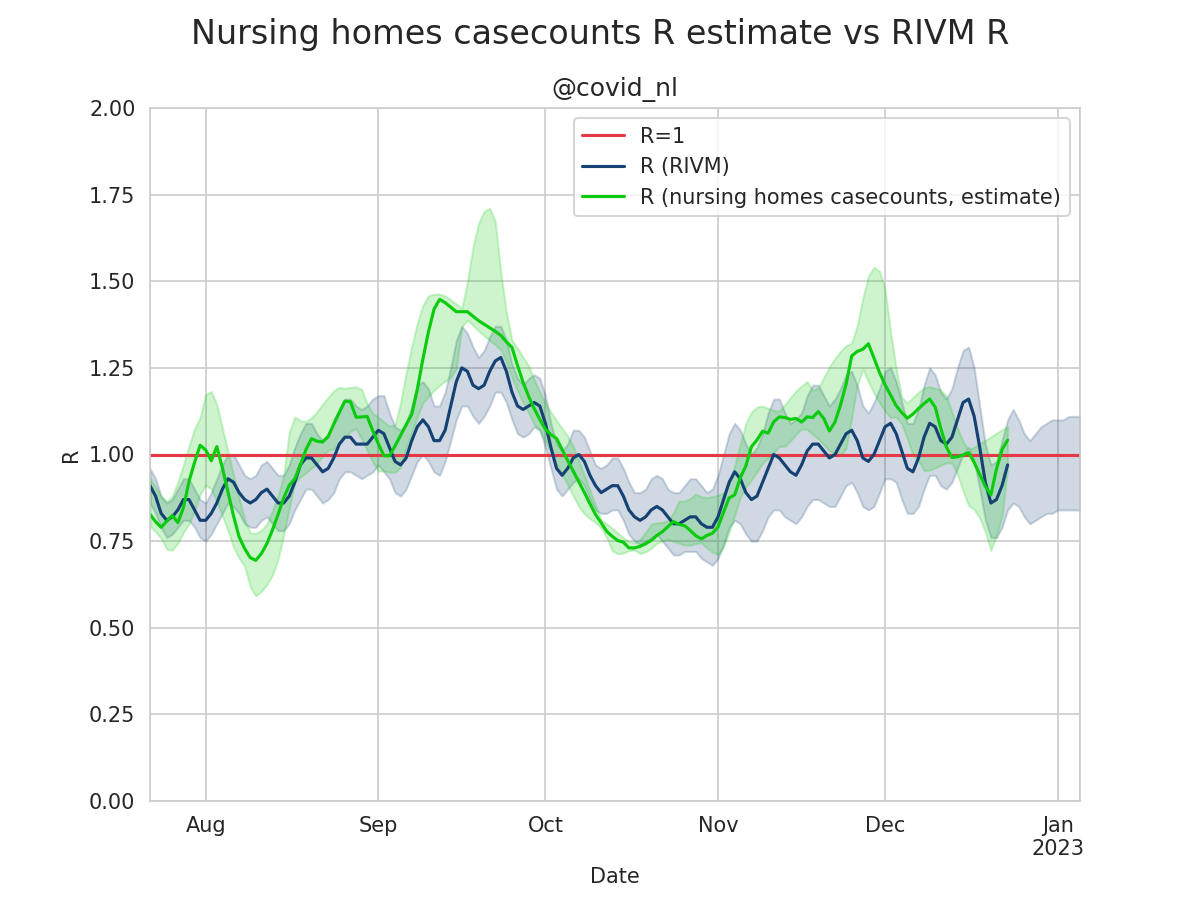 Nursing homes casecounts R estimate vs RIVM R
@covid_nl
2.00
1.75
1.50
1.25
1.00
0.75
0.50
0.25
0.00
R
R=1
R (RIVM)
R (nursing homes casecounts, estimate)
Aug Sep Oct Nov Dec Jan
2023
Date